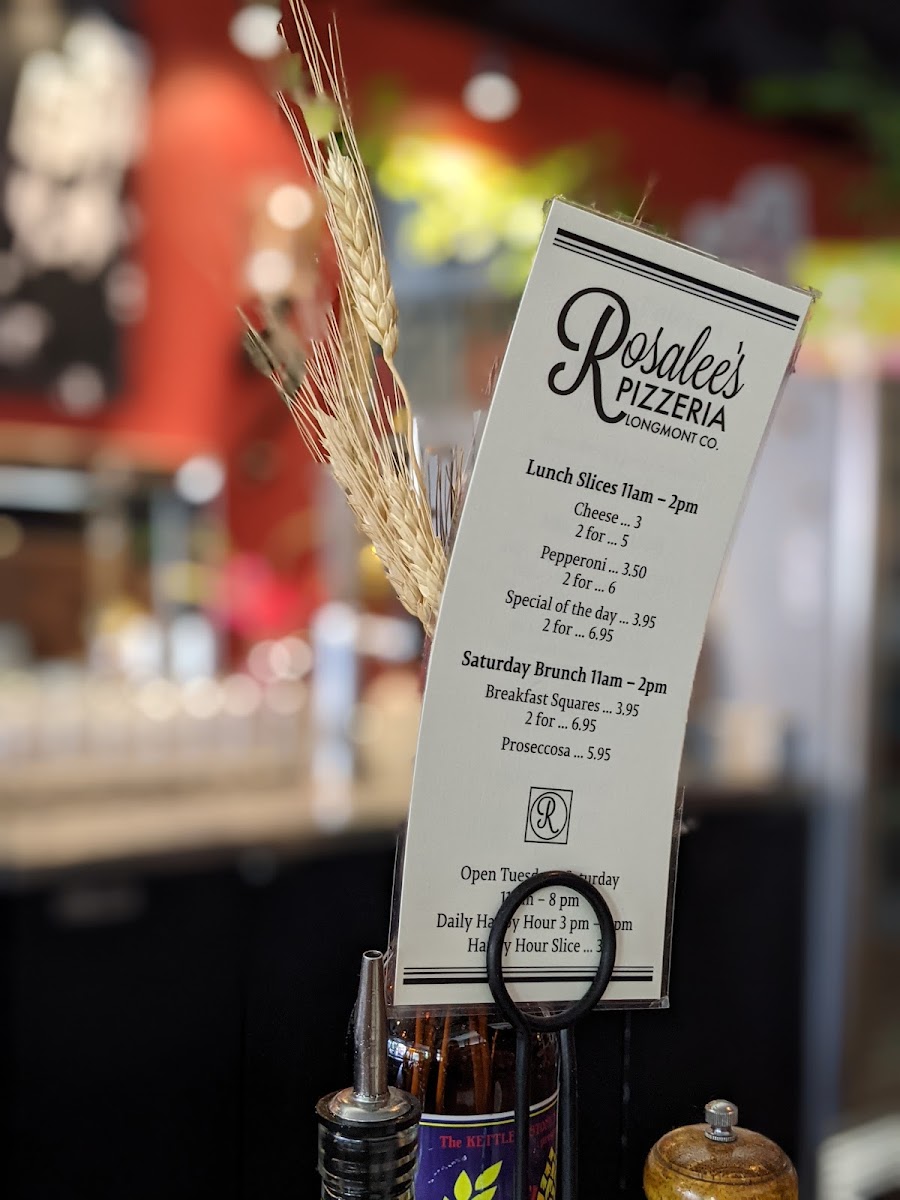 Rosalee's
PIZZERIA
LONGMONT CO.
Lunch Slices 11am – 2pm
Cheese ... 3
2 for ... 5
Pepperoni ... 3.50
2 for ... 6
Special of the day ... 3.95
2 for ... 6.95
Saturday Brunch 11am – 2pm
Breakfast Squares ... 3.95
2 for ... 6.95
Proseccosa ... 5.95
R
Open
– 8 pm
Daily Happy Hour 3 pm –
Happy Hour Slice ... 3
The KETTLE